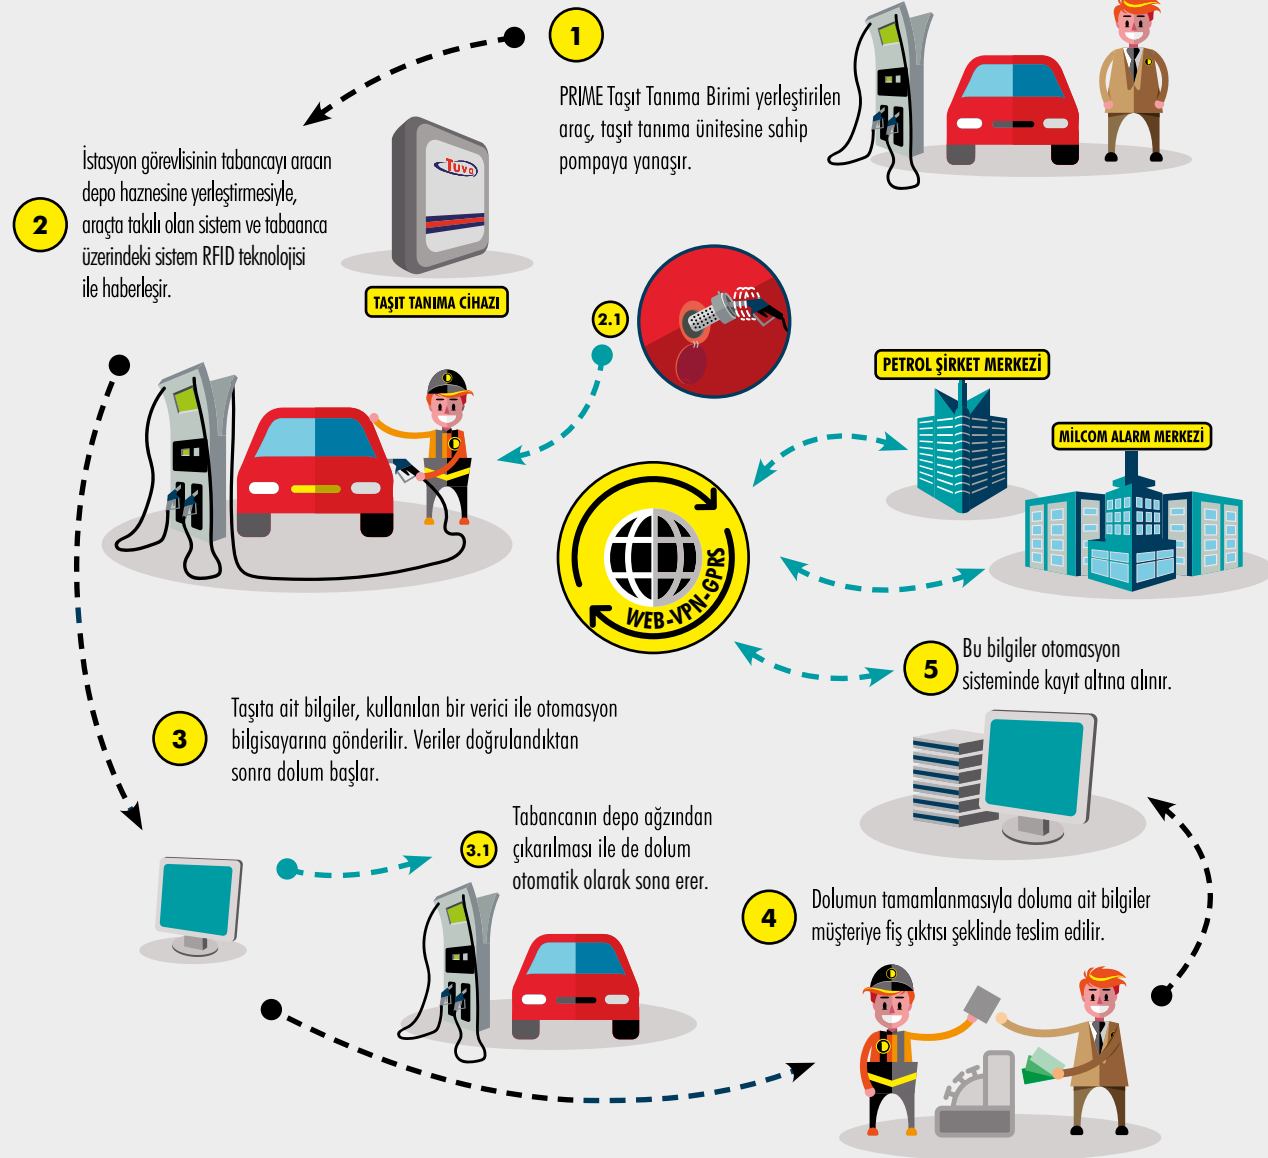 1
PRIME Taşıt Tanıma Birimi yerleştirilen
araç, taşıt tanıma ünitesine sahip
pompaya yanaşır.
2
İstasyon görevlisinin tabancayı aracın
depo haznesine yerleştirmesiyle,
araçta takılı olan sistem ve tabaanca
üzerindeki sistem RFID teknolojisi
ile haberleşir.
Tuva
TAŞIT TANIMA CİHAZI
2.1
PETROL ŞİRKET MERKEZİ
MİLCOM ALARM MERKEZİ
WEB-VPN-GPRS
3
Taşıta ait bilgiler, kullanılan bir verici ile otomasyon
bilgisayarına gönderilir. Veriler doğrulandıktan
sonra dolum başlar.
3.1
Tabancanın depo ağzından
çıkarılması ile de dolum
otomatik olarak sona erer.
5
Bu bilgiler otomasyon
sisteminde kayıt altına alınır.
4
Dolumun tamamlanmasıyla doluma ait bilgiler
müşteriye fiş çıktısı şeklinde teslim edilir.